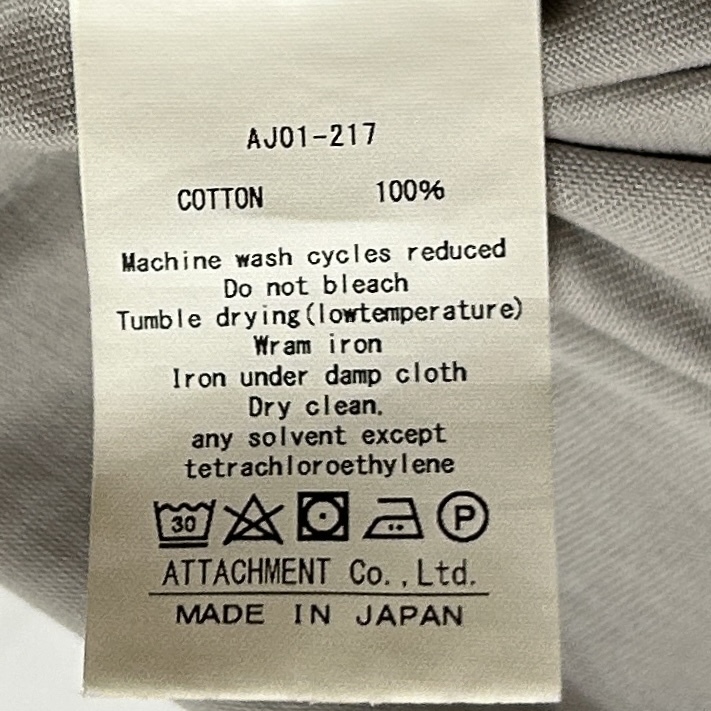 AJ01-217
COTTON 100%
Machine wash cycles reduced
Do not bleach
Tumble drying(lowtemperature)
Wram iron
Iron under damp cloth
Dry clean.
any solvent except
tetrachloroethylene
30 P
ATTACHMENT Co.,Ltd.
MADE IN JAPAN